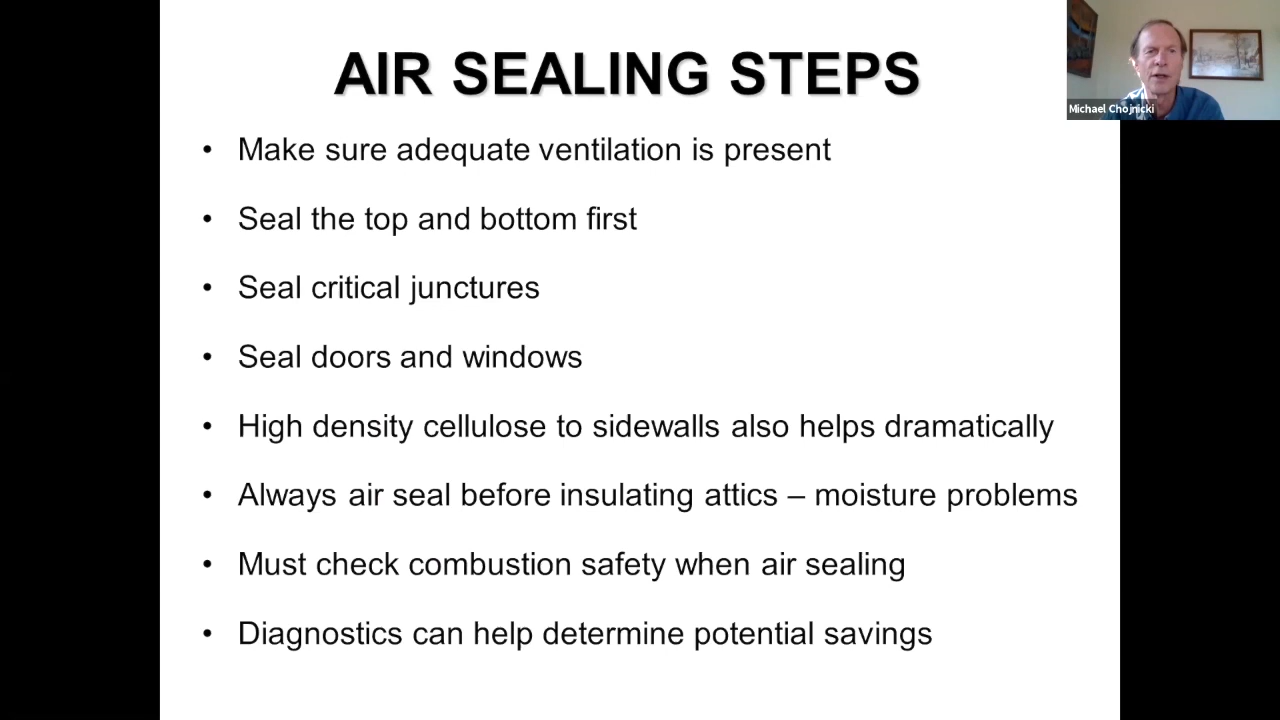 AIR SEALING STEPS
Michael Chojnicki
• Make sure adequate ventilation is present
• Seal the top and bottom first
• Seal critical junctures
• Seal doors and windows
• High density cellulose to sidewalls also helps dramatically
• Always air seal before insulating attics – moisture problems
• Must check combustion safety when air sealing
• Diagnostics can help determine potential savings